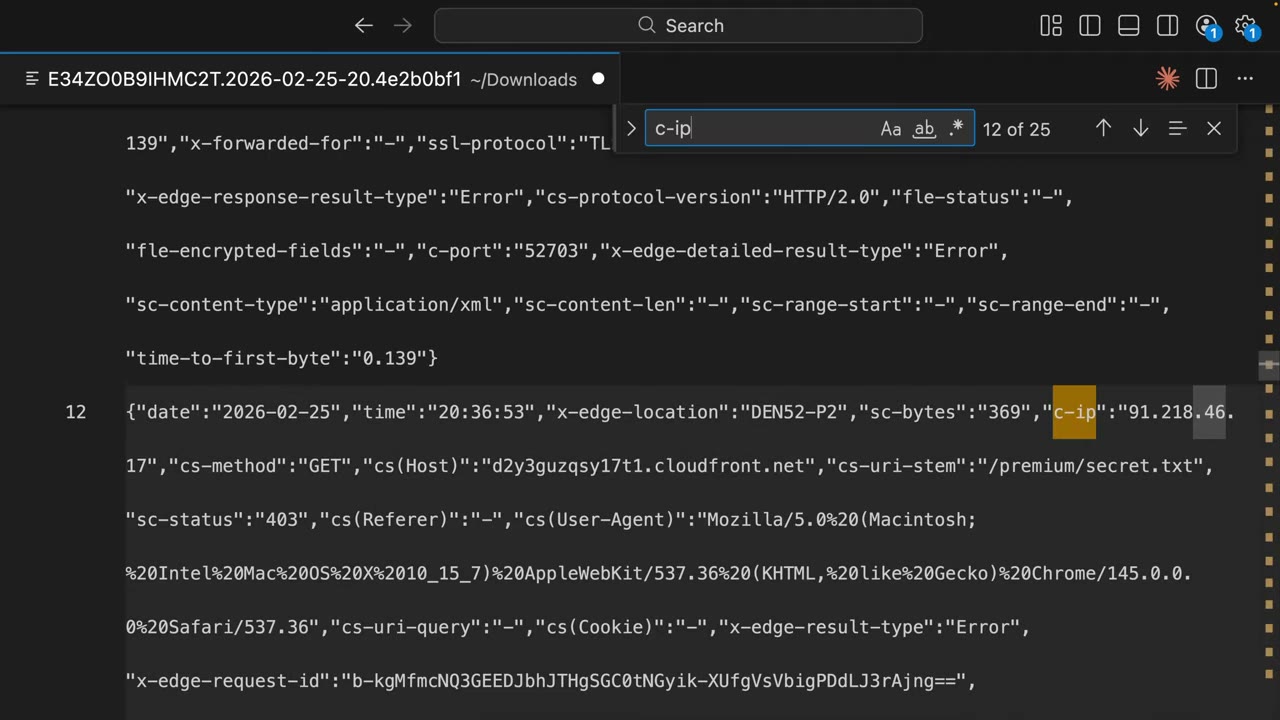 Search
1
1
E34ZO0B9IHMC2T.2026-02-25-20.4e2b0bf1 ~/Downloads
c-ip
Aa
ab
.*
12 of 25
139","x-forwarded-for":"-","ssl-protocol":"TL
"x-edge-response-result-type":"Error","cs-protocol-version":"HTTP/2.0","fle-status":"-",
"fle-encrypted-fields":"-","c-port":"52703","x-edge-detailed-result-type":"Error",
"sc-content-type":"application/xml","sc-content-len":"-","sc-range-start":"-","sc-range-end":"-",
"time-to-first-byte":"0.139"}
12 {"date":"2026-02-25","time":"20:36:53","x-edge-location":"DEN52-P2","sc-bytes":"369","c-ip":"91.218.46.
17","cs-method":"GET","cs(Host)":"d2y3guzqsy17t1.cloudfront.net","cs-uri-stem":"/premium/secret.txt",
"sc-status":"403","cs(Referer)":"-","cs(User-Agent)":"Mozilla/5.0%20(Macintosh;
%20Intel%20Mac%20OS%20X%2010_15_7)%20AppleWebKit/537.36%20(KHTML,%20like%20Gecko)%20Chrome/145.0.0.
0%20Safari/537.36","cs-uri-query":"-","cs(Cookie)":"-","x-edge-result-type":"Error",
"x-edge-request-id":"b-kgMfmcNQ3GEEDJbhJTHgSGC0tNGyik-XUfgVsVbigPDdLJ3rAjng==",